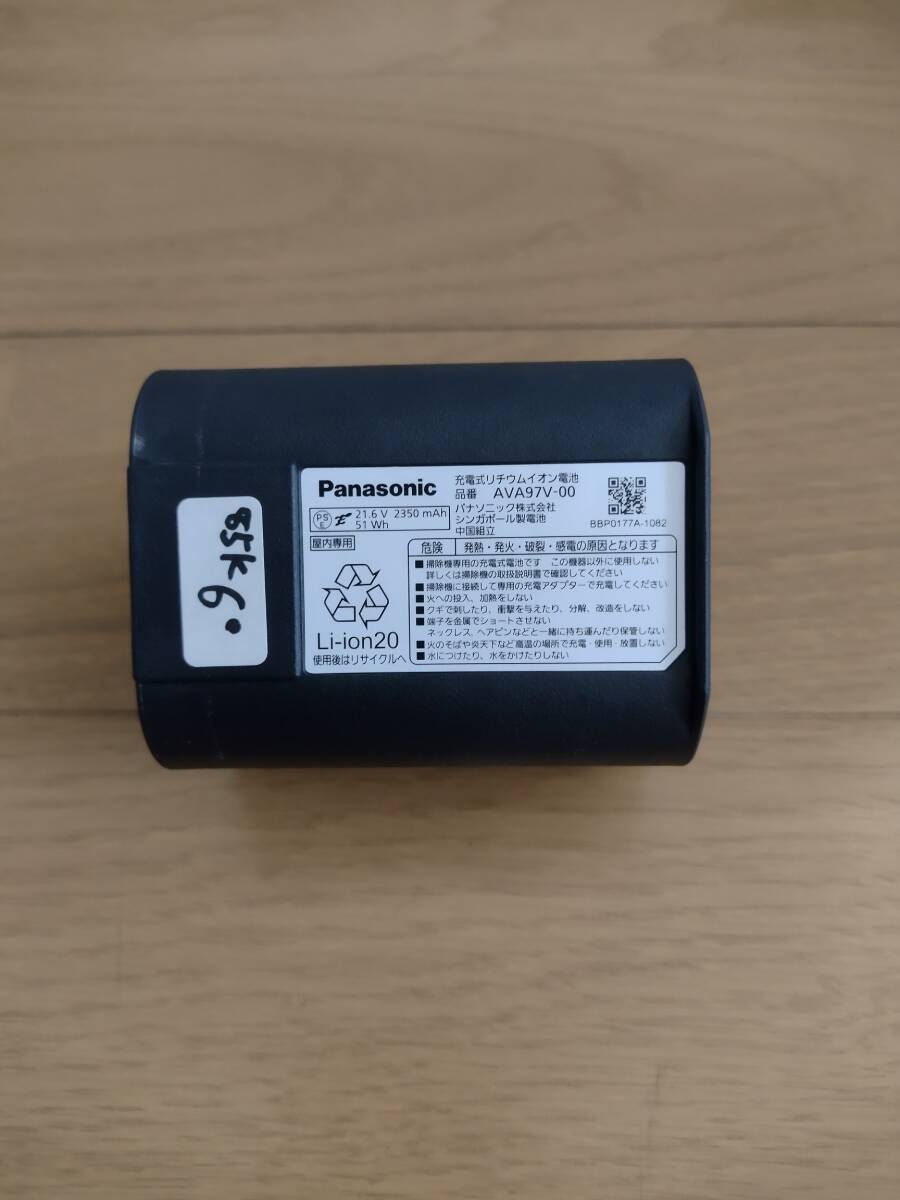 85K6.
Panasonic
充電式リチウムイオン電池
品番 AVA97V-00
PS E 21.6 V 2350 mAh
51 Wh
パナソニック株式会社
シンガポール製電池
中国組立
BBP0177A-1082
屋内専用
Li-ion20
使用後はリサイクルへ
危険 発熱・発火・破裂・感電の原因となります
■掃除機専用の充電式電池です この機器以外に使用しない
詳しくは掃除機の取扱説明書で確認してください
■掃除機に接続して専用の充電アダプターで充電してください
■火への投入、加熱をしない
■クギで刺したり、衝撃を与えたり、分解、改造をしない
■端子を金属でショートさせない
ネックレス、ヘアピンなどと一緒に持ち運んだり保管しない
■火のそばや炎天下など高温の場所で充電・使用・放置しない
■水につけたり、水をかけたりしない